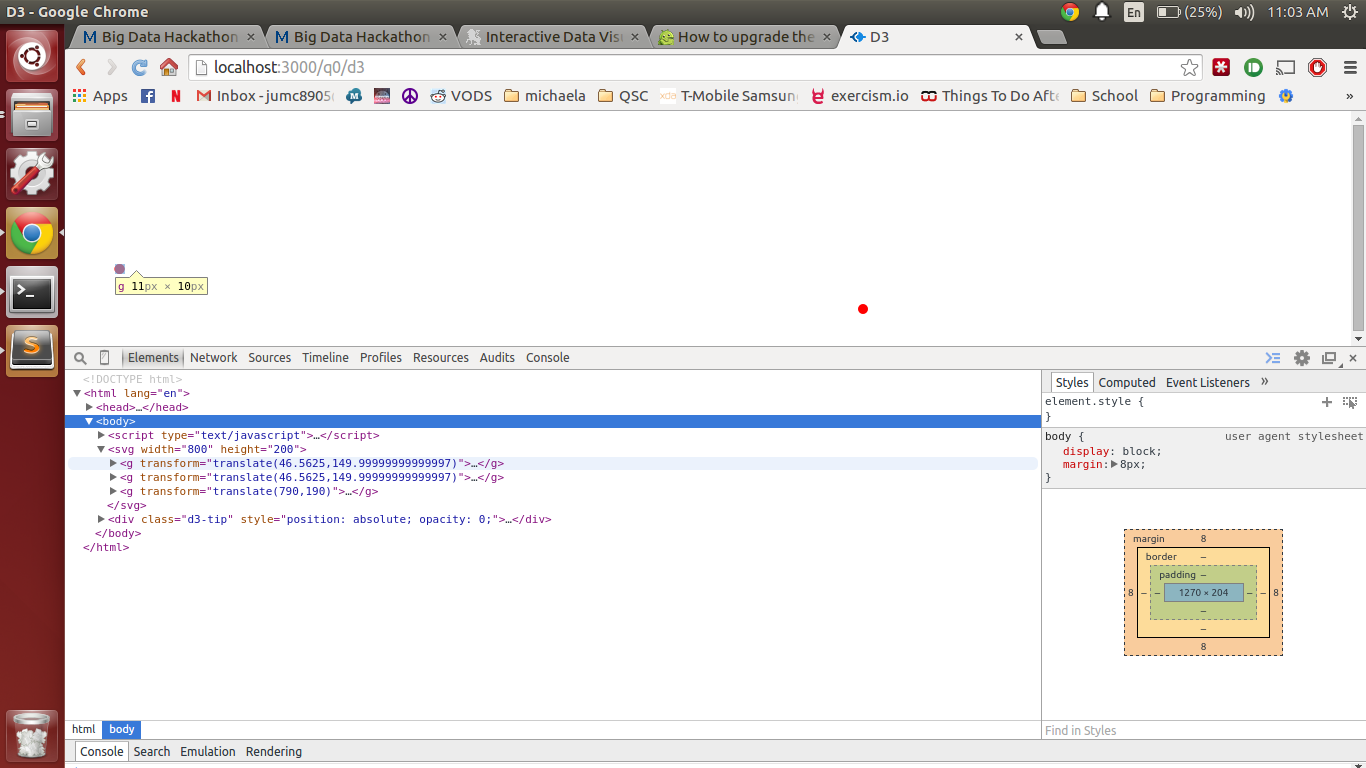 D3 - Google Chrome
En (25%) 11:03 AM
Big Data Hackathon × Big Data Hackathon × Interactive Data Visu × How to upgrade the × D3 ×
localhost:3000/q0/d3
Apps Inbox - jumc8905 VODS michaela QSC T-Mobile Samsun exercism.io Things To Do Afte School Programming »
g 11px × 10px
Elements Network Sources Timeline Profiles Resources Audits Console
<!DOCTYPE html>
<html lang="en">
<head>…</head>
<body>
<script type="text/javascript">…</script>
<svg width="800" height="200">
<g transform="translate(46.5625,149.99999999999997)">…</g>
<g transform="translate(46.5625,149.99999999999997)">…</g>
<g transform="translate(790,190)">…</g>
</svg>
<div class="d3-tip" style="position: absolute; opacity: 0;">…</div>
</body>
</html>
Styles Computed Event Listeners »
element.style {
}
body { user agent stylesheet
display: block;
margin: 8px;
}
margin 8
border –
padding –
8 – – 1270 × 204 – – 8
–
–
8
html body
Find in Styles
Console Search Emulation Rendering